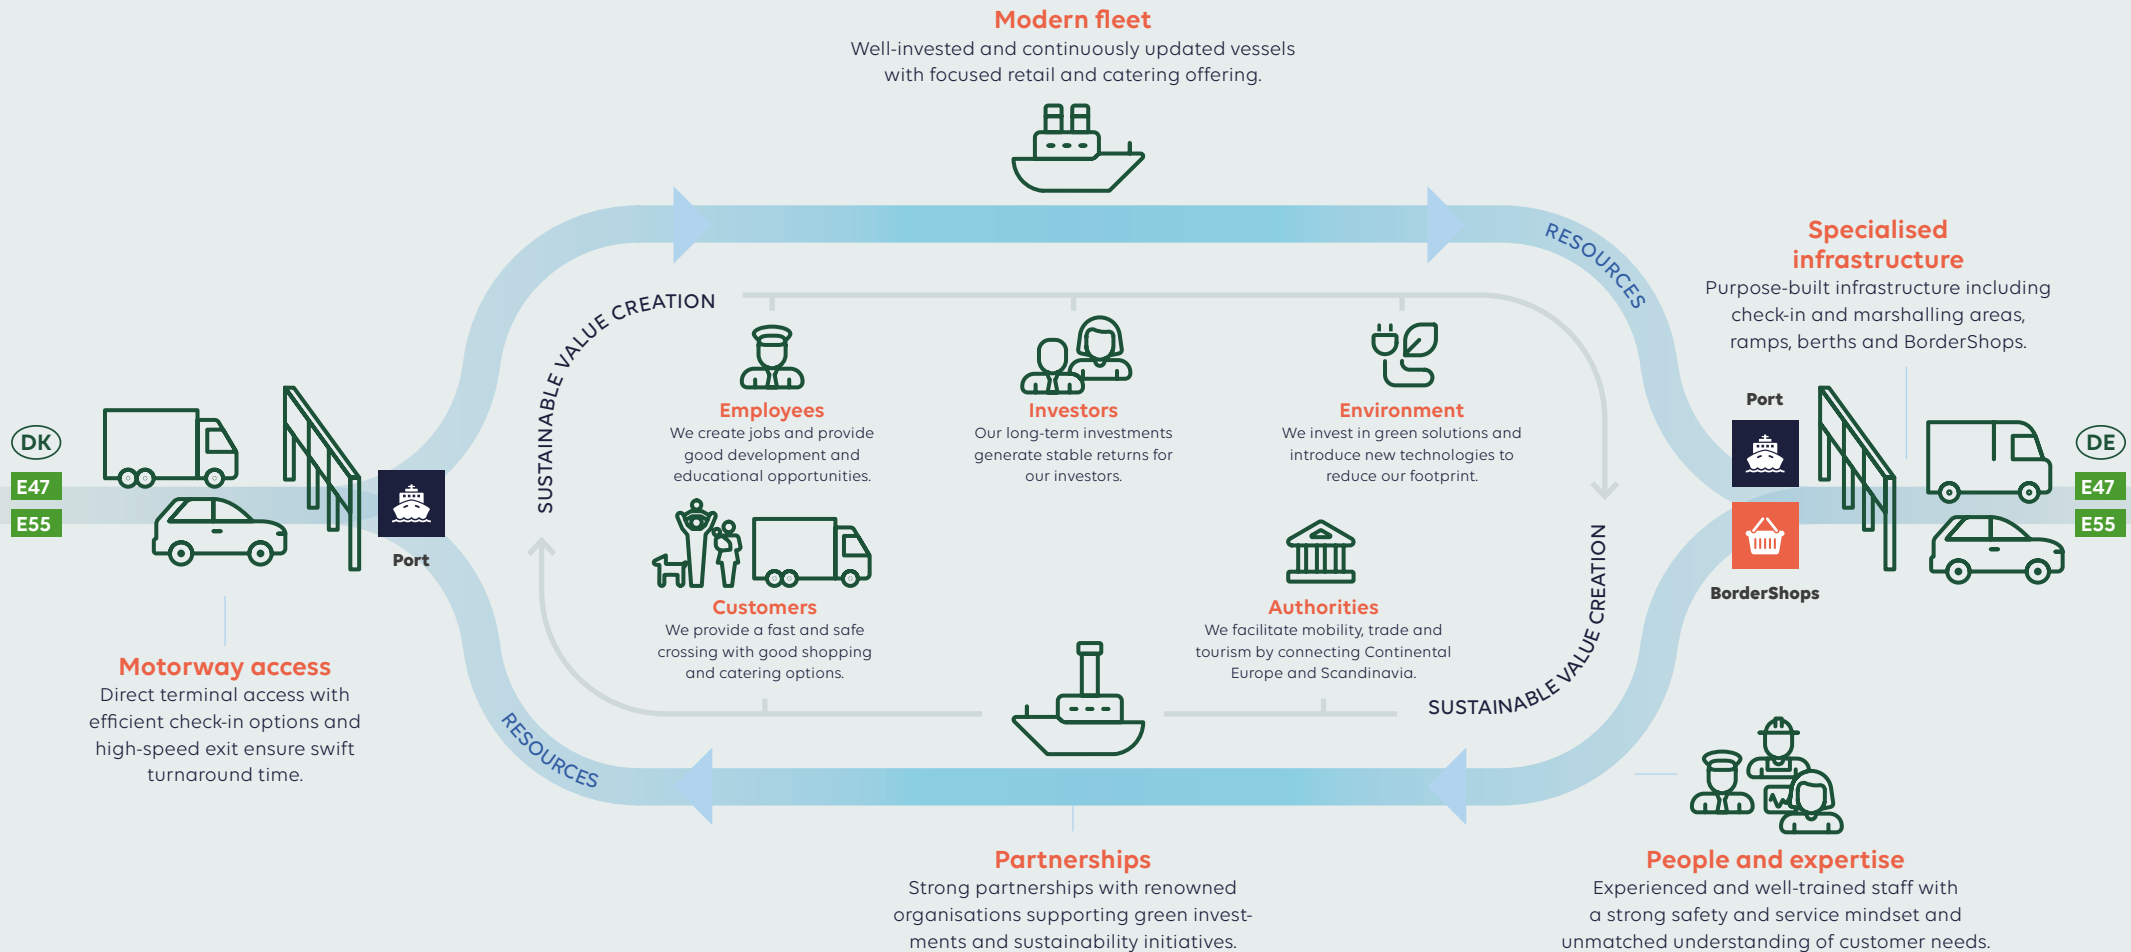 Modern fleet
Well-invested and continuously updated vessels
with focused retail and catering offering.
RESOURCES
Specialised
infrastructure
Purpose-built infrastructure including
check-in and marshalling areas,
ramps, berths and BorderShops.
SUSTAINABLE VALUE CREATION
Employees
We create jobs and provide
good development and
educational opportunities.
Investors
Our long-term investments
generate stable returns for
our investors.
Environment
We invest in green solutions and
introduce new technologies to
reduce our footprint.
Port
DK
E47
E55
Port
DE
E47
E55
BorderShops
Customers
We provide a fast and safe
crossing with good shopping
and catering options.
Authorities
We facilitate mobility, trade and
tourism by connecting Continental
Europe and Scandinavia.
SUSTAINABLE VALUE CREATION
Motorway access
Direct terminal access with
efficient check-in options and
high-speed exit ensure swift
turnaround time.
RESOURCES
Partnerships
Strong partnerships with renowned
organisations supporting green invest-
ments and sustainability initiatives.
People and expertise
Experienced and well-trained staff with
a strong safety and service mindset and
unmatched understanding of customer needs.